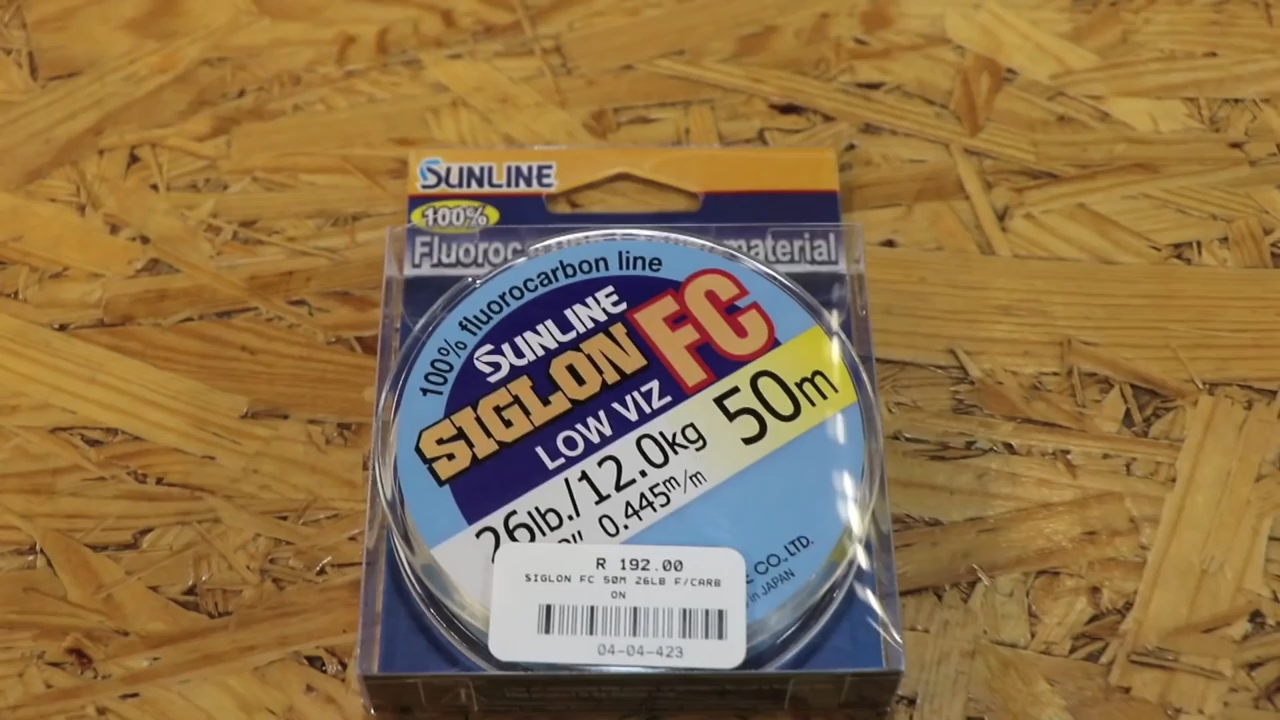 SUNLINE
100%
material
100% fluorocarbon line
SUNLINE
SIGLON FC
LOW VIZ
50m
26lb./12.0kg
0.445m/m
CO.,LTD.
in JAPAN
R 192.00
SIGLON FC 50M 26LB F/CARB
ON
04-04-423